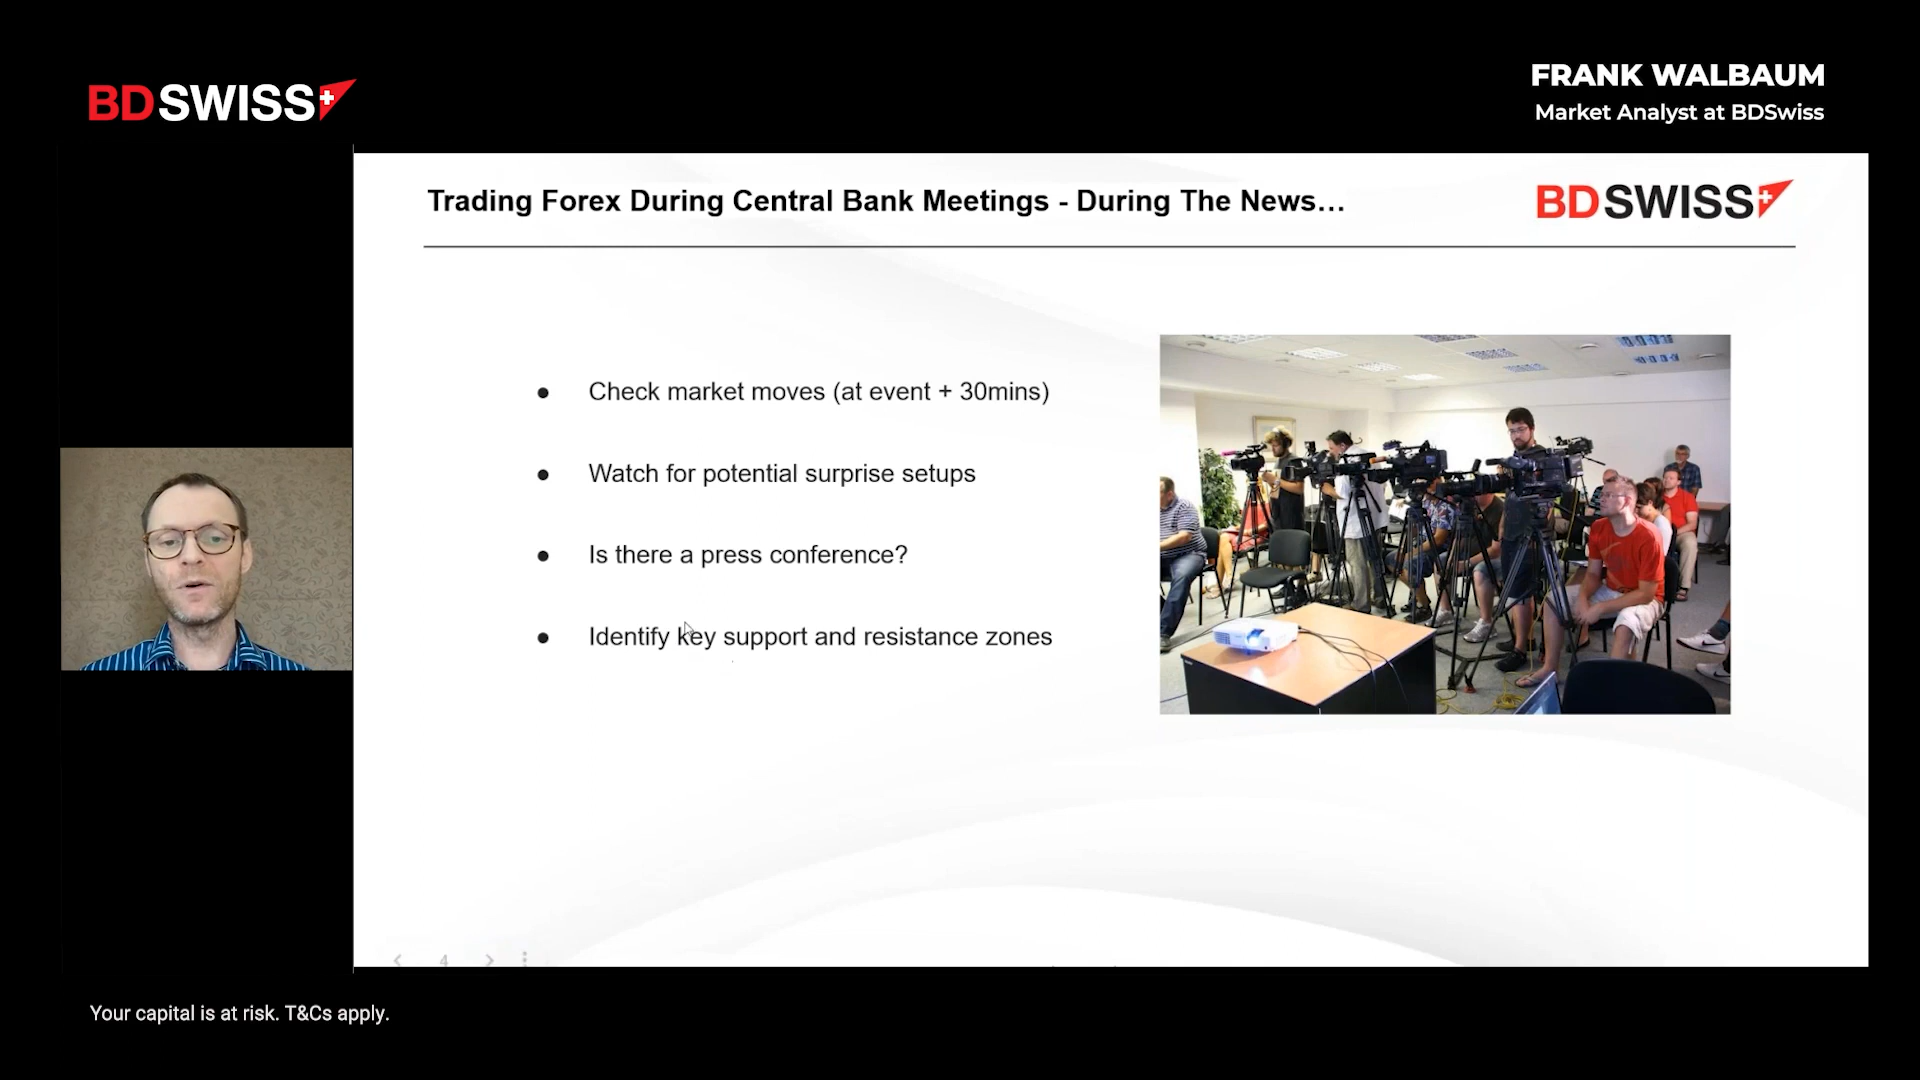 BDSWISS
FRANK WALBAUM
Market Analyst at BDSwiss
Trading Forex During Central Bank Meetings - During The News…
BDSWISS
● Check market moves (at event + 30mins)
● Watch for potential surprise setups
● Is there a press conference?
● Identify key support and resistance zones
4
Your capital is at risk. T&Cs apply.